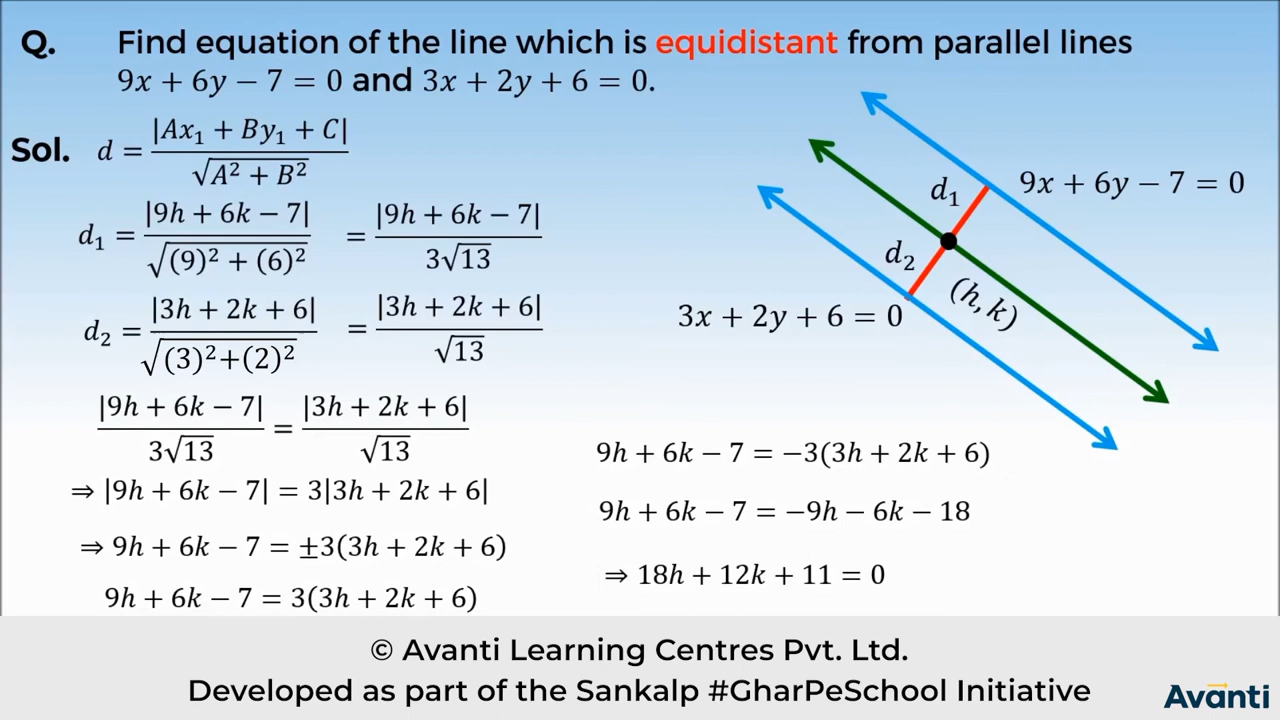 Q. Find equation of the line which is equidistant from parallel lines
9x + 6y − 7 = 0 and 3x + 2y + 6 = 0.
Sol. d = |Ax₁ + By₁ + C| / √(A² + B²)
d₁ = |9h + 6k − 7| / √((9)² + (6)²) = |9h + 6k − 7| / 3√13
d₂ = |3h + 2k + 6| / √((3)²+(2)²) = |3h + 2k + 6| / √13
|9h + 6k − 7| / 3√13 = |3h + 2k + 6| / √13
⇒ |9h + 6k − 7| = 3|3h + 2k + 6|
⇒ 9h + 6k − 7 = ±3(3h + 2k + 6)
9h + 6k − 7 = 3(3h + 2k + 6)
d₁
9x + 6y − 7 = 0
d₂
(h, k)
3x + 2y + 6 = 0
9h + 6k − 7 = −3(3h + 2k + 6)
9h + 6k − 7 = −9h − 6k − 18
⇒ 18h + 12k + 11 = 0
© Avanti Learning Centres Pvt. Ltd.
Developed as part of the Sankalp #GharPeSchool Initiative
Avanti